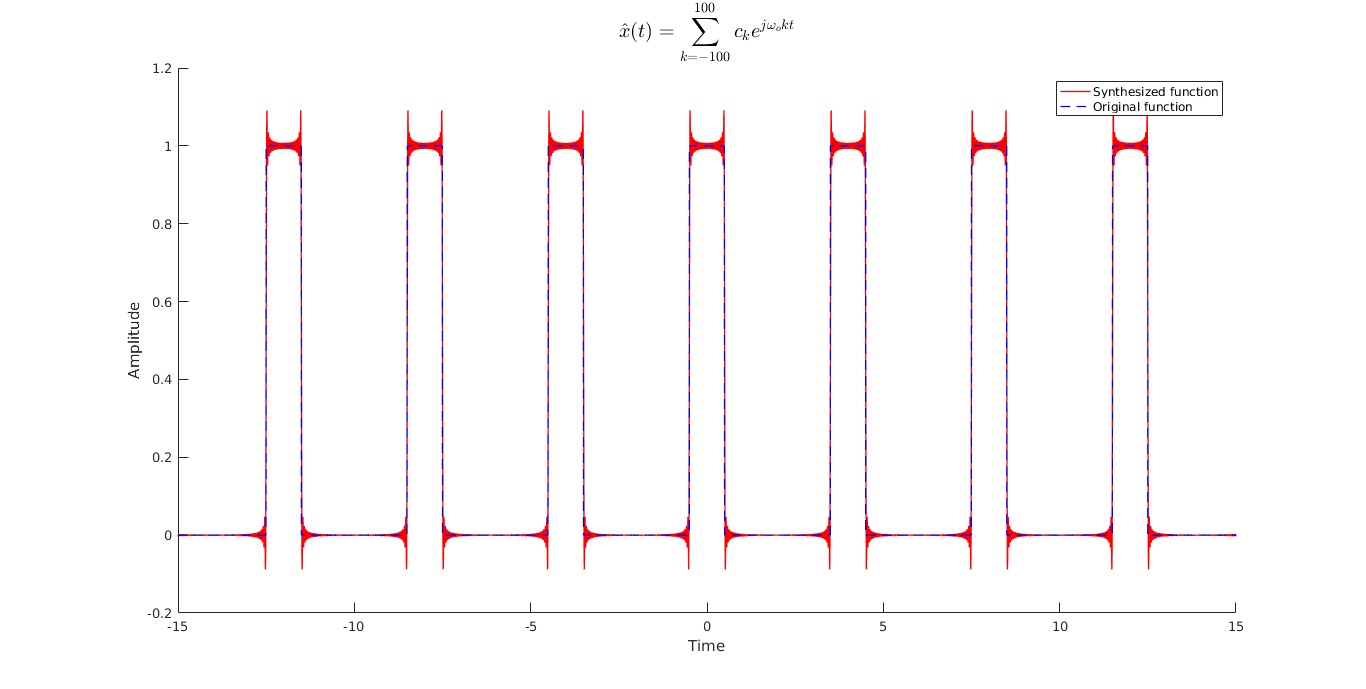 x̂(t) = ∑_{k=−100}^{100} c_k e^{jω_o kt}
1.2
Synthesized function
Original function
1
0.8
0.6
Amplitude
0.4
0.2
0
-0.2
-15 -10 -5 0 5 10 15
Time